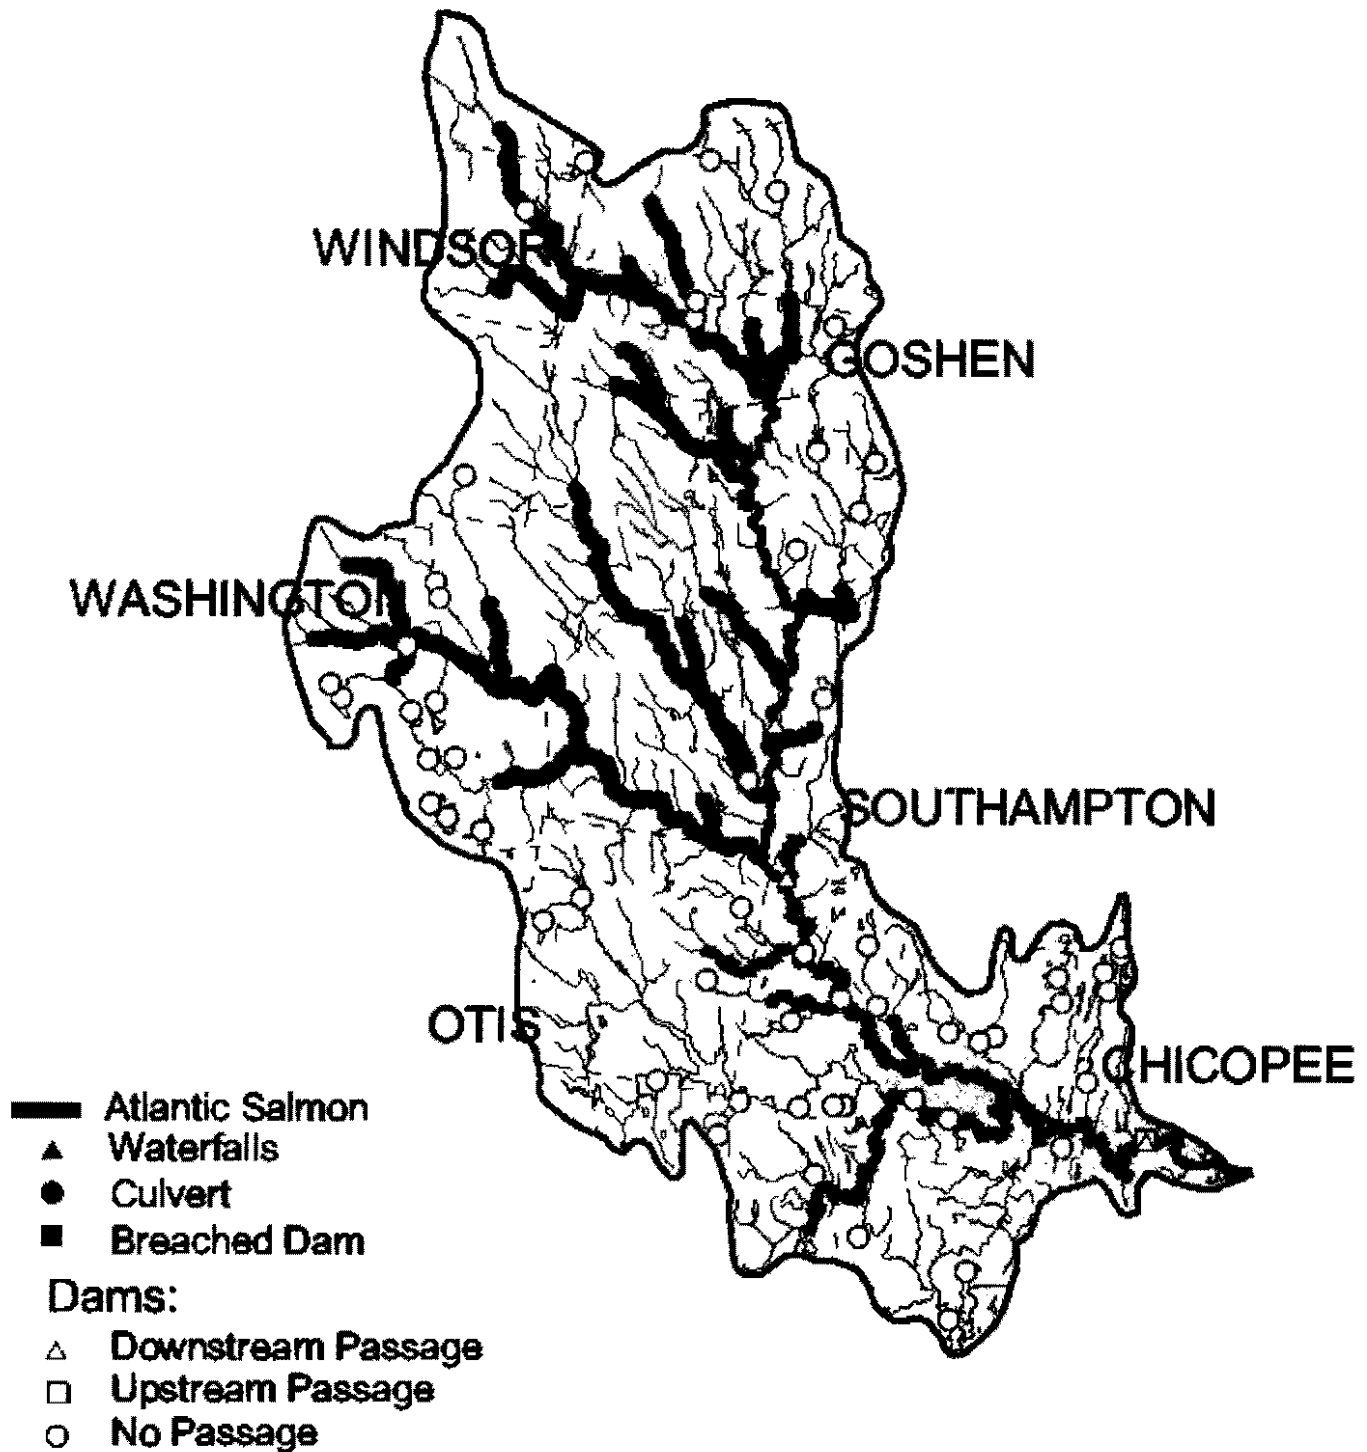 WINDSOR
GOSHEN
WASHINGTON
SOUTHAMPTON
OTIS
CHICOPEE
Atlantic Salmon
Waterfalls
Culvert
Breached Dam
Dams:
Downstream Passage
Upstream Passage
No Passage